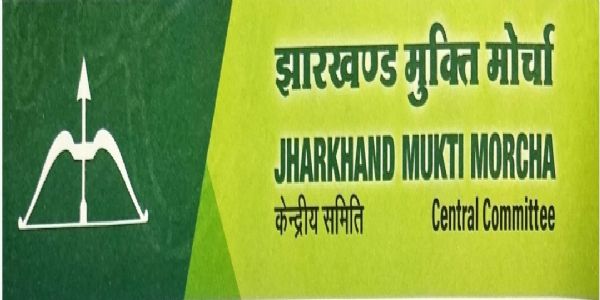 झारखण्ड मुक्ति मोर्चा
JHARKHAND MUKTI MORCHA
केन्द्रीय समिति Central Committee